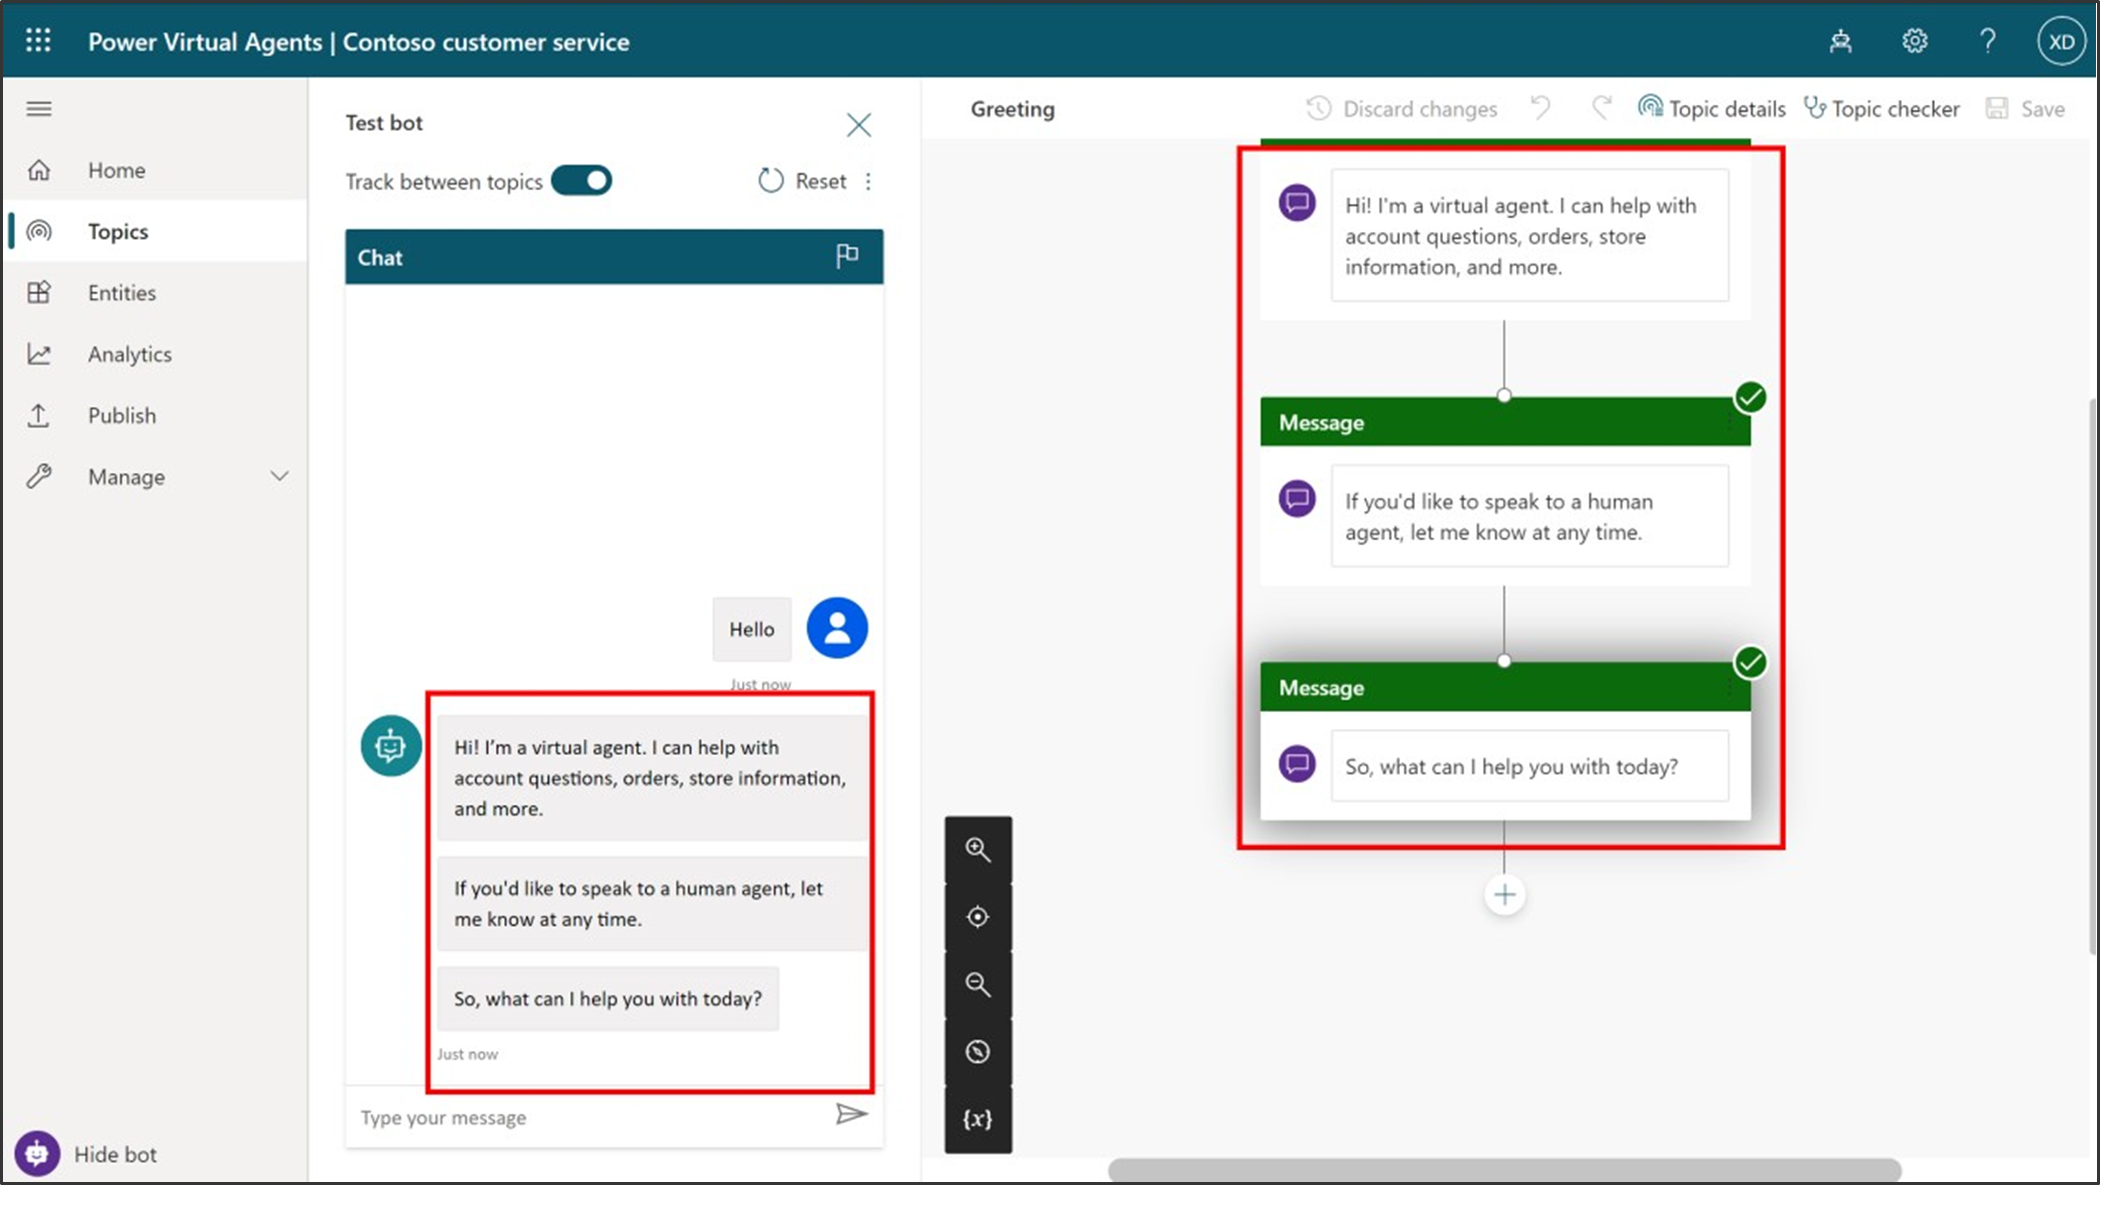 Power Virtual Agents | Contoso customer service
XD
Home
Topics
Entities
Analytics
Publish
Manage
Hide bot
Test bot
Track between topics
Reset
Chat
Hello
Just now
Hi! I'm a virtual agent. I can help with
account questions, orders, store information,
and more.
If you'd like to speak to a human agent, let
me know at any time.
So, what can I help you with today?
Just now
Type your message
Greeting
Discard changes
Topic details
Topic checker
Save
Hi! I'm a virtual agent. I can help with
account questions, orders, store
information, and more.
Message
If you'd like to speak to a human
agent, let me know at any time.
Message
So, what can I help you with today?
{x}